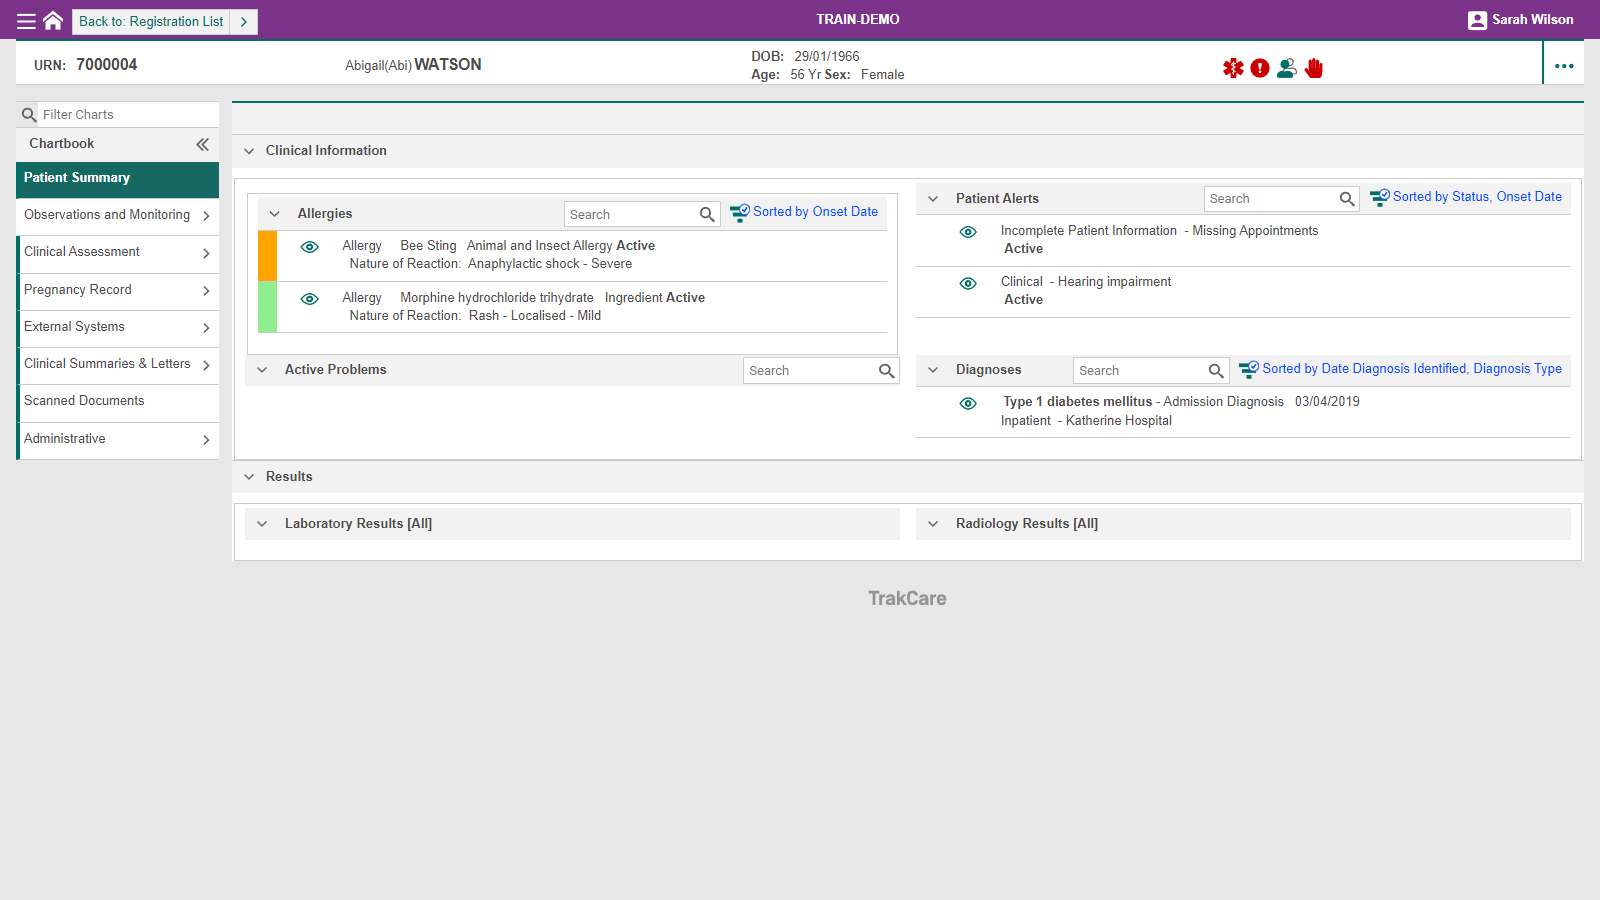 Back to: Registration List
TRAIN-DEMO
Sarah Wilson
URN: 7000004
Abigail(Abi) WATSON
DOB: 29/01/1966
Age: 56 Yr Sex: Female
Filter Charts
Chartbook
Patient Summary
Observations and Monitoring
Clinical Assessment
Pregnancy Record
External Systems
Clinical Summaries & Letters
Scanned Documents
Administrative
Clinical Information
Allergies
Search
Sorted by Onset Date
Allergy Bee Sting Animal and Insect Allergy Active
Nature of Reaction: Anaphylactic shock - Severe
Allergy Morphine hydrochloride trihydrate Ingredient Active
Nature of Reaction: Rash - Localised - Mild
Patient Alerts
Search
Sorted by Status, Onset Date
Incomplete Patient Information - Missing Appointments
Active
Clinical - Hearing impairment
Active
Active Problems
Search
Diagnoses
Search
Sorted by Date Diagnosis Identified, Diagnosis Type
Type 1 diabetes mellitus - Admission Diagnosis 03/04/2019
Inpatient - Katherine Hospital
Results
Laboratory Results [All]
Radiology Results [All]
TrakCare